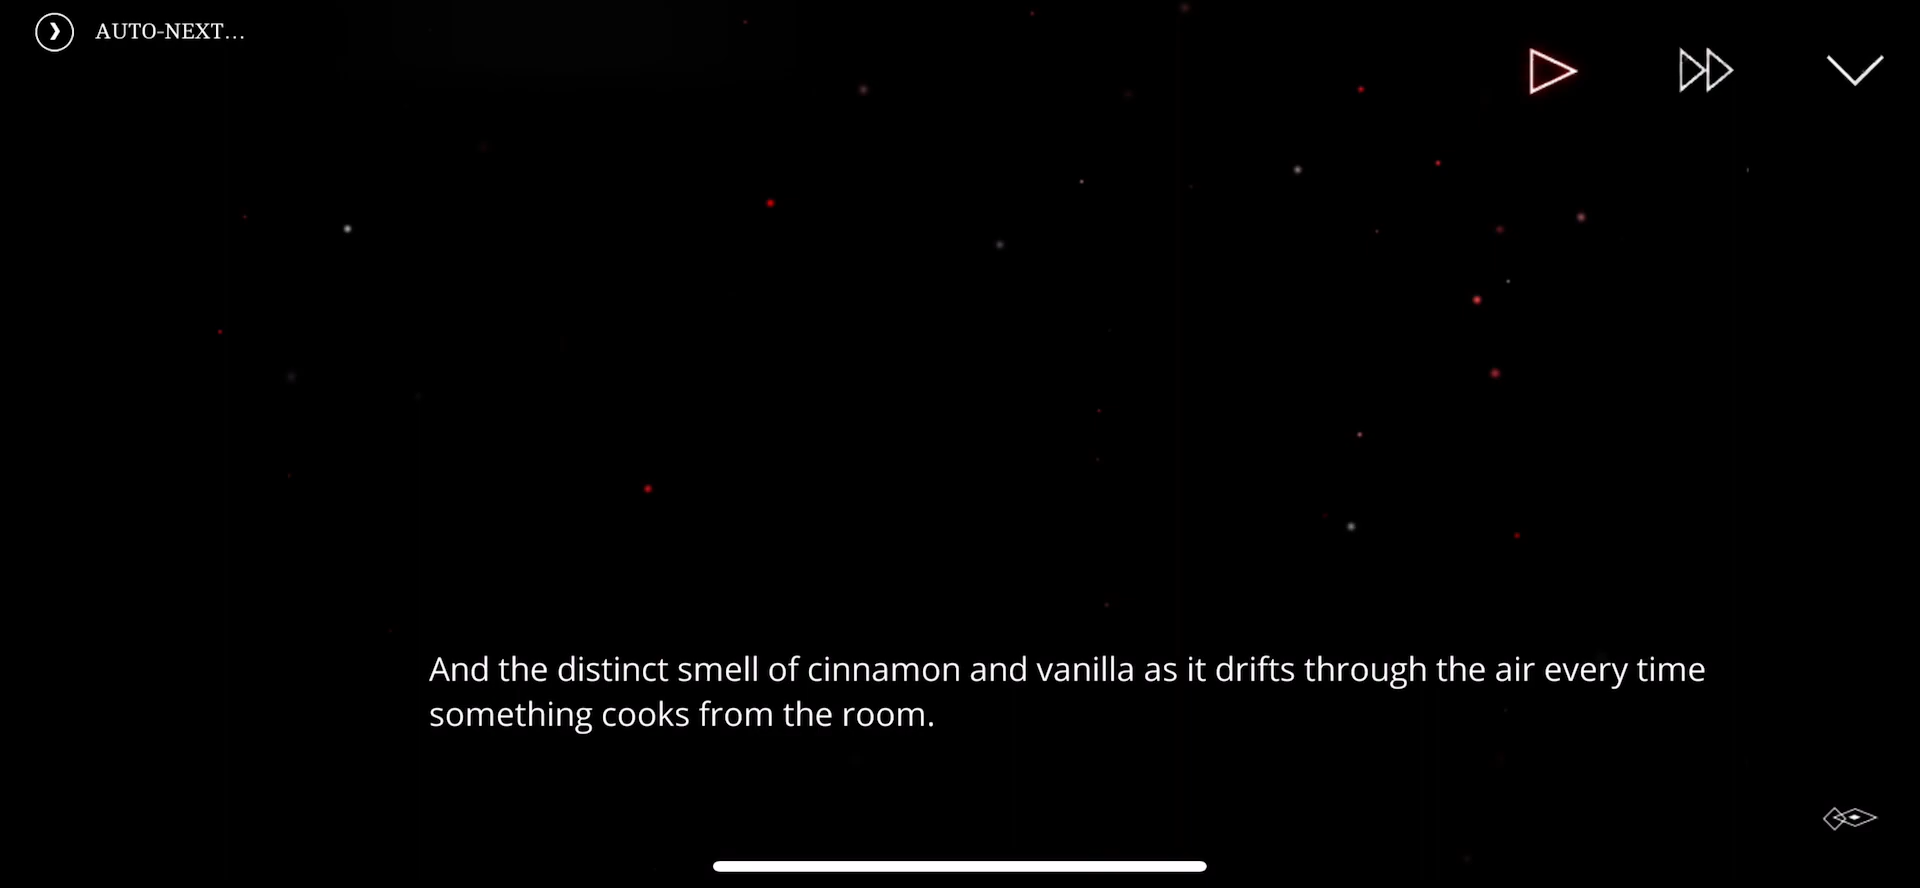 AUTO-NEXT...
And the distinct smell of cinnamon and vanilla as it drifts through the air every time
something cooks from the room.